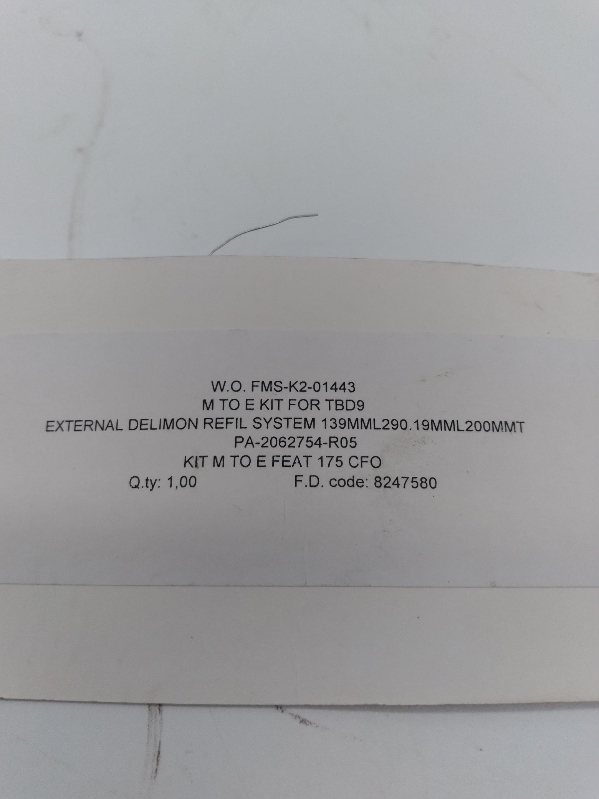 W.O. FMS-K2-01443
M TO E KIT FOR TBD9
EXTERNAL DELIMON REFIL SYSTEM 139MML290.19MML200MMT
PA-2062754-R05
KIT M TO E FEAT 175 CFO
Q.ty: 1,00 F.D. code: 8247580